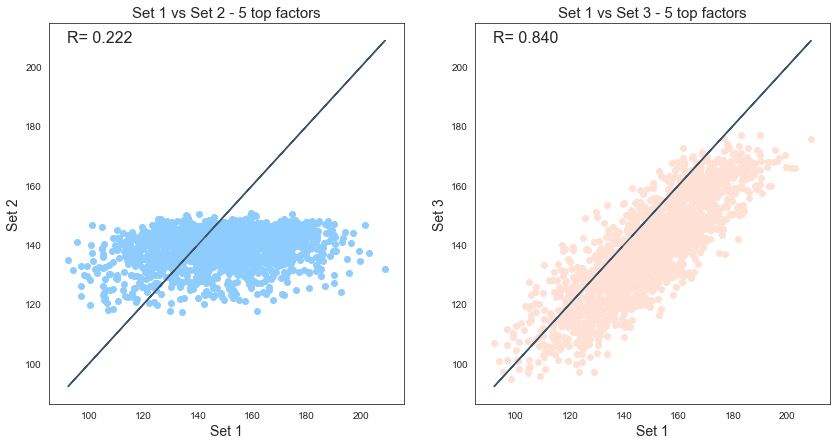 Set 1 vs Set 2 - 5 top factors
R= 0.222
200
180
160
140
120
100
Set 2
100 120 140 160 180 200
Set 1
Set 1 vs Set 3 - 5 top factors
R= 0.840
200
180
160
140
120
100
Set 3
100 120 140 160 180 200
Set 1